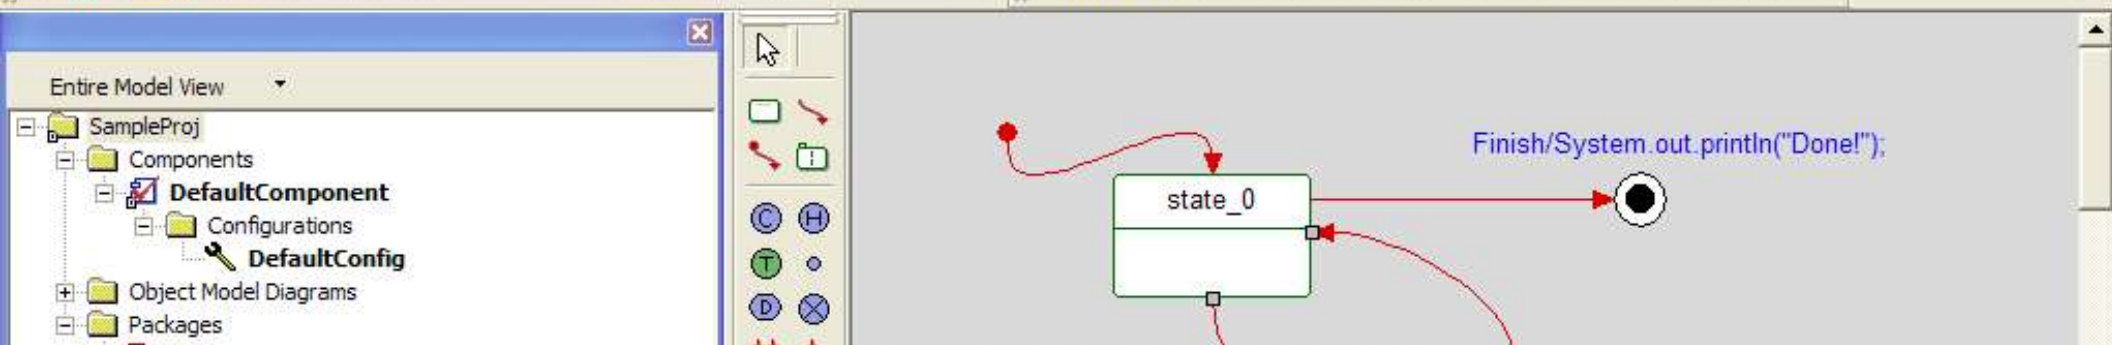 Entire Model View
SampleProj
Components
DefaultComponent
Configurations
DefaultConfig
Object Model Diagrams
Packages
C H
T
D
Finish/System.out.println("Done!");
state_0